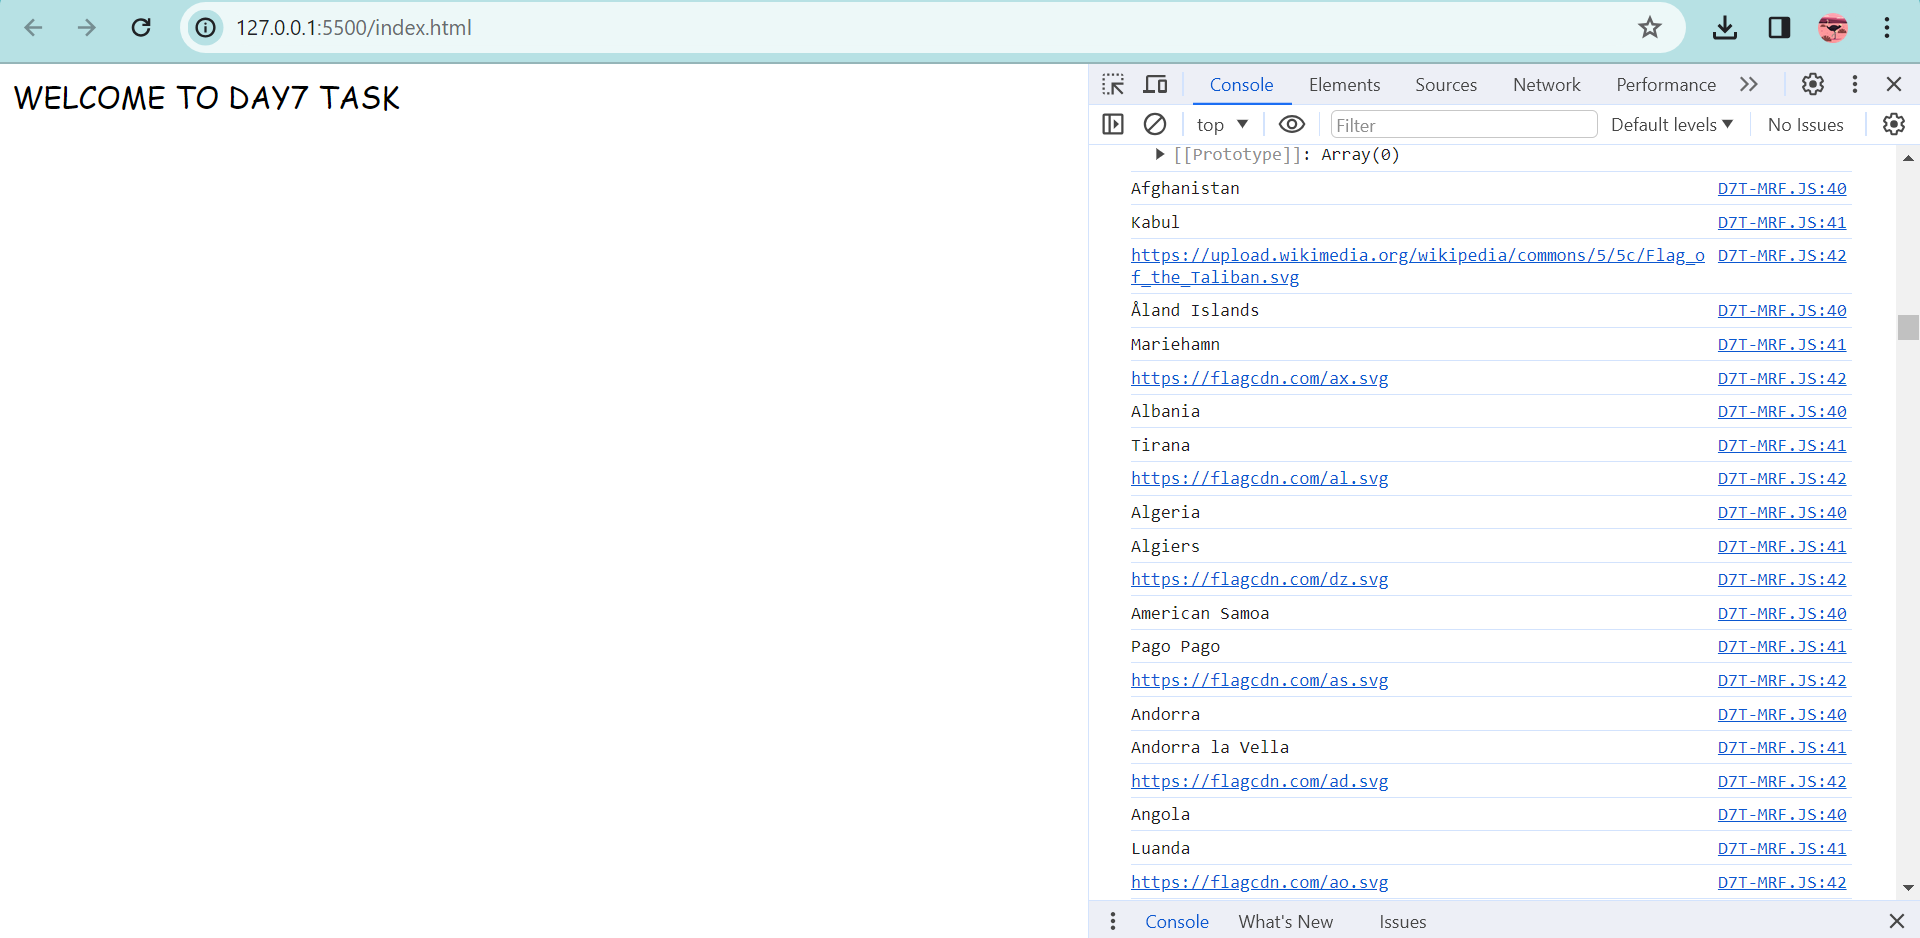 127.0.0.1:5500/index.html
WELCOME TO DAY7 TASK
Console Elements Sources Network Performance
top Filter Default levels No Issues
[[Prototype]]: Array(0)
Afghanistan D7T-MRF.JS:40
Kabul D7T-MRF.JS:41
https://upload.wikimedia.org/wikipedia/commons/5/5c/Flag_o D7T-MRF.JS:42
f_the_Taliban.svg
Åland Islands D7T-MRF.JS:40
Mariehamn D7T-MRF.JS:41
https://flagcdn.com/ax.svg D7T-MRF.JS:42
Albania D7T-MRF.JS:40
Tirana D7T-MRF.JS:41
https://flagcdn.com/al.svg D7T-MRF.JS:42
Algeria D7T-MRF.JS:40
Algiers D7T-MRF.JS:41
https://flagcdn.com/dz.svg D7T-MRF.JS:42
American Samoa D7T-MRF.JS:40
Pago Pago D7T-MRF.JS:41
https://flagcdn.com/as.svg D7T-MRF.JS:42
Andorra D7T-MRF.JS:40
Andorra la Vella D7T-MRF.JS:41
https://flagcdn.com/ad.svg D7T-MRF.JS:42
Angola D7T-MRF.JS:40
Luanda D7T-MRF.JS:41
https://flagcdn.com/ao.svg D7T-MRF.JS:42
Console What's New Issues